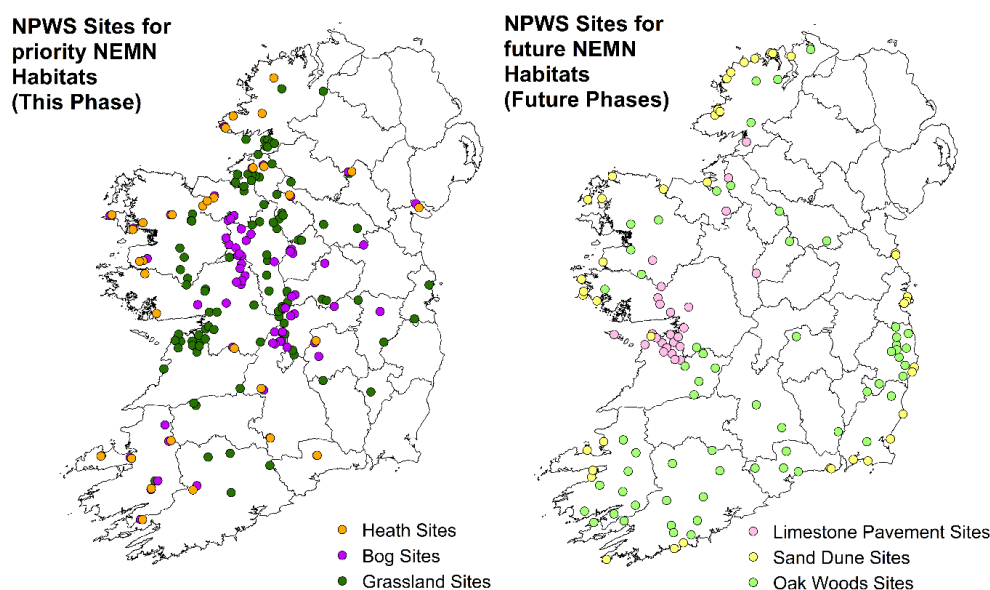 NPWS Sites for
priority NEMN
Habitats
(This Phase)
Heath Sites
Bog Sites
Grassland Sites
NPWS Sites for
future NEMN
Habitats
(Future Phases)
Limestone Pavement Sites
Sand Dune Sites
Oak Woods Sites